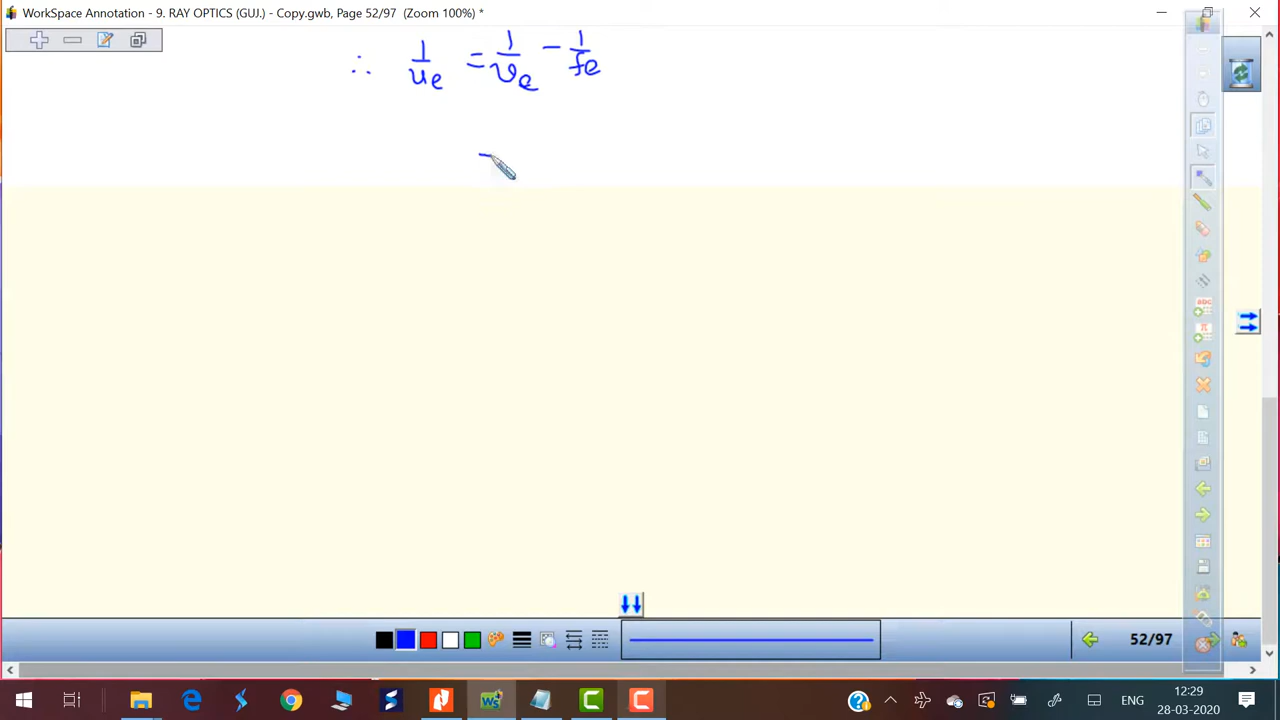 WorkSpace Annotation - 9. RAY OPTICS (GUJ.) - Copy.gwb, Page 52/97 (Zoom 100%) *
∴ 1/ue = 1/ve - 1/fe
52/97
ENG
12:29
28-03-2020